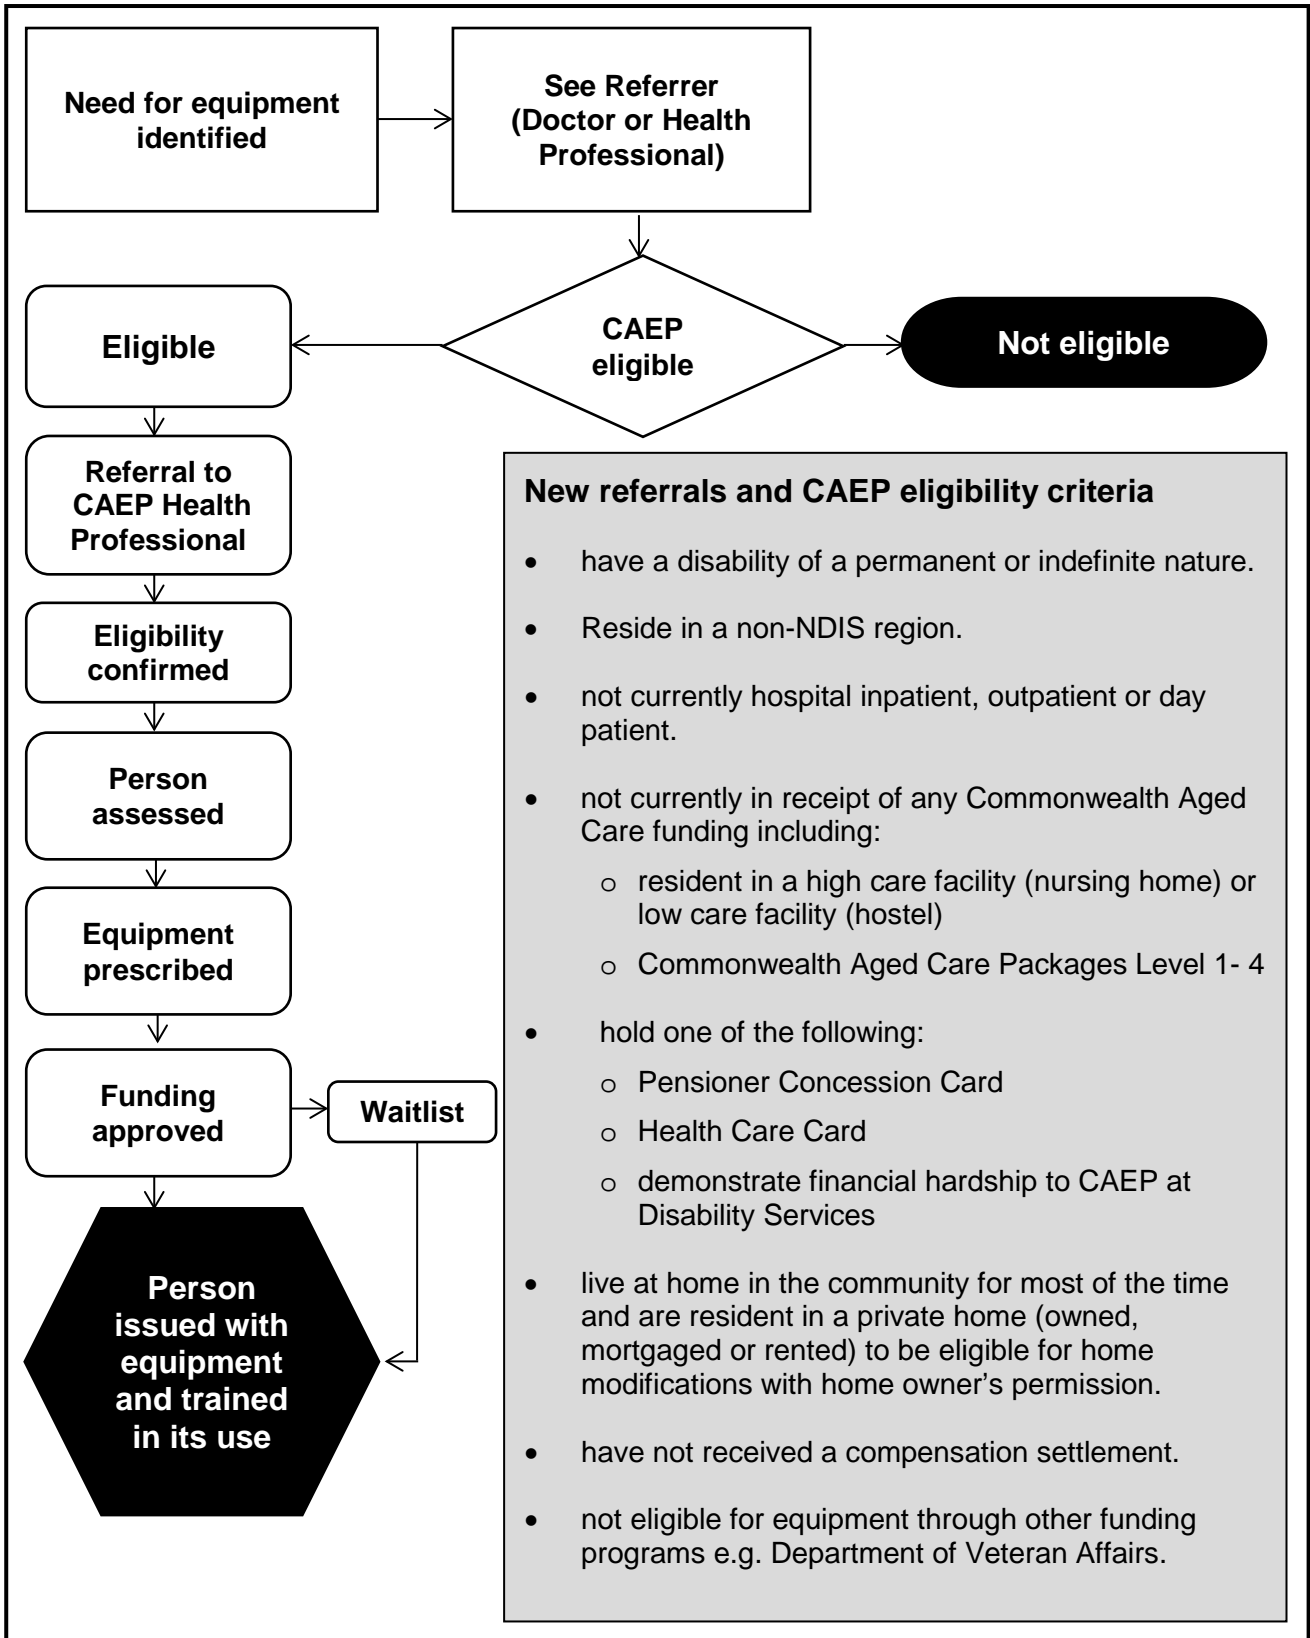 Need for equipment
identified
See Referrer
(Doctor or Health
Professional)
CAEP
eligible
Eligible
Not eligible
Referral to
CAEP Health
Professional
Eligibility
confirmed
Person
assessed
Equipment
prescribed
Funding
approved
Waitlist
Person
issued with
equipment
and trained
in its use
New referrals and CAEP eligibility criteria
• have a disability of a permanent or indefinite nature.
• Reside in a non-NDIS region.
• not currently hospital inpatient, outpatient or day
patient.
• not currently in receipt of any Commonwealth Aged
Care funding including:
o resident in a high care facility (nursing home) or
low care facility (hostel)
o Commonwealth Aged Care Packages Level 1- 4
• hold one of the following:
o Pensioner Concession Card
o Health Care Card
o demonstrate financial hardship to CAEP at
Disability Services
• live at home in the community for most of the time
and are resident in a private home (owned,
mortgaged or rented) to be eligible for home
modifications with home owner’s permission.
• have not received a compensation settlement.
• not eligible for equipment through other funding
programs e.g. Department of Veteran Affairs.